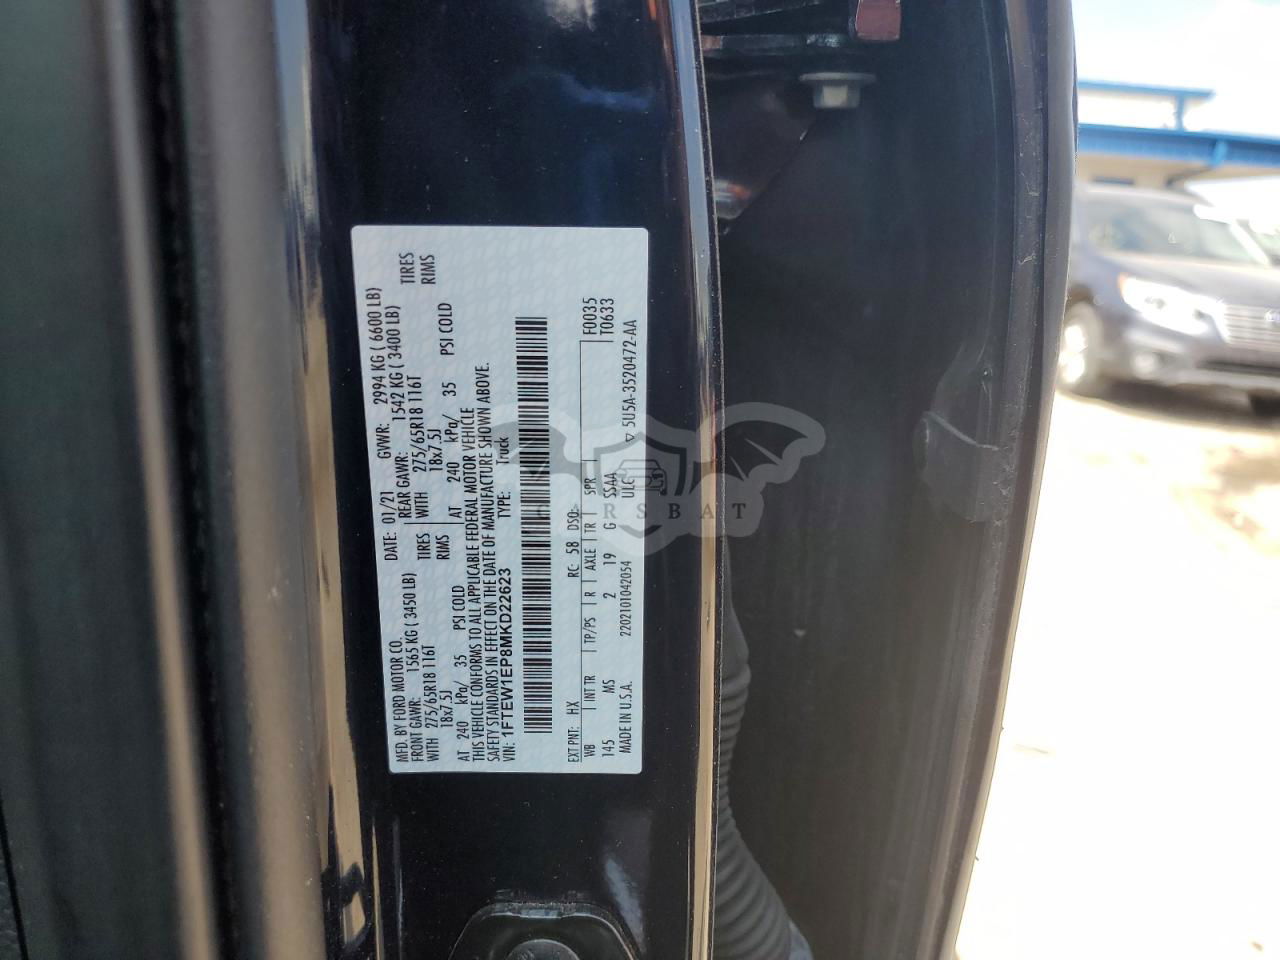 MFD. BY FORD MOTOR CO. DATE: 01/21 GVWR: 2994 KG ( 6600 LB)
FRONT GAWR: 1565 KG ( 3450 LB) REAR GAWR: 1542 KG ( 3400 LB)
WITH 275/65R18 116T TIRES WITH 275/65R18 116T TIRES
18x7.5J RIMS 18x7.5J RIMS
AT 240 kPa/ 35 PSI COLD AT 240 kPa/ 35 PSI COLD
THIS VEHICLE CONFORMS TO ALL APPLICABLE FEDERAL MOTOR VEHICLE
SAFETY STANDARDS IN EFFECT ON THE DATE OF MANUFACTURE SHOWN ABOVE.
VIN: 1FTEW1EP8MKD22623 TYPE: Truck
EXT PNT: HX RC: 58 DSO: F0035
WB INT TR TP/PS R AXLE TR SPR T0633
145 MS 2 19 G SSAA
MADE IN U.S.A. 2202101042054 ULG ▽ 5U5A-3520472-AA
CARSBAT